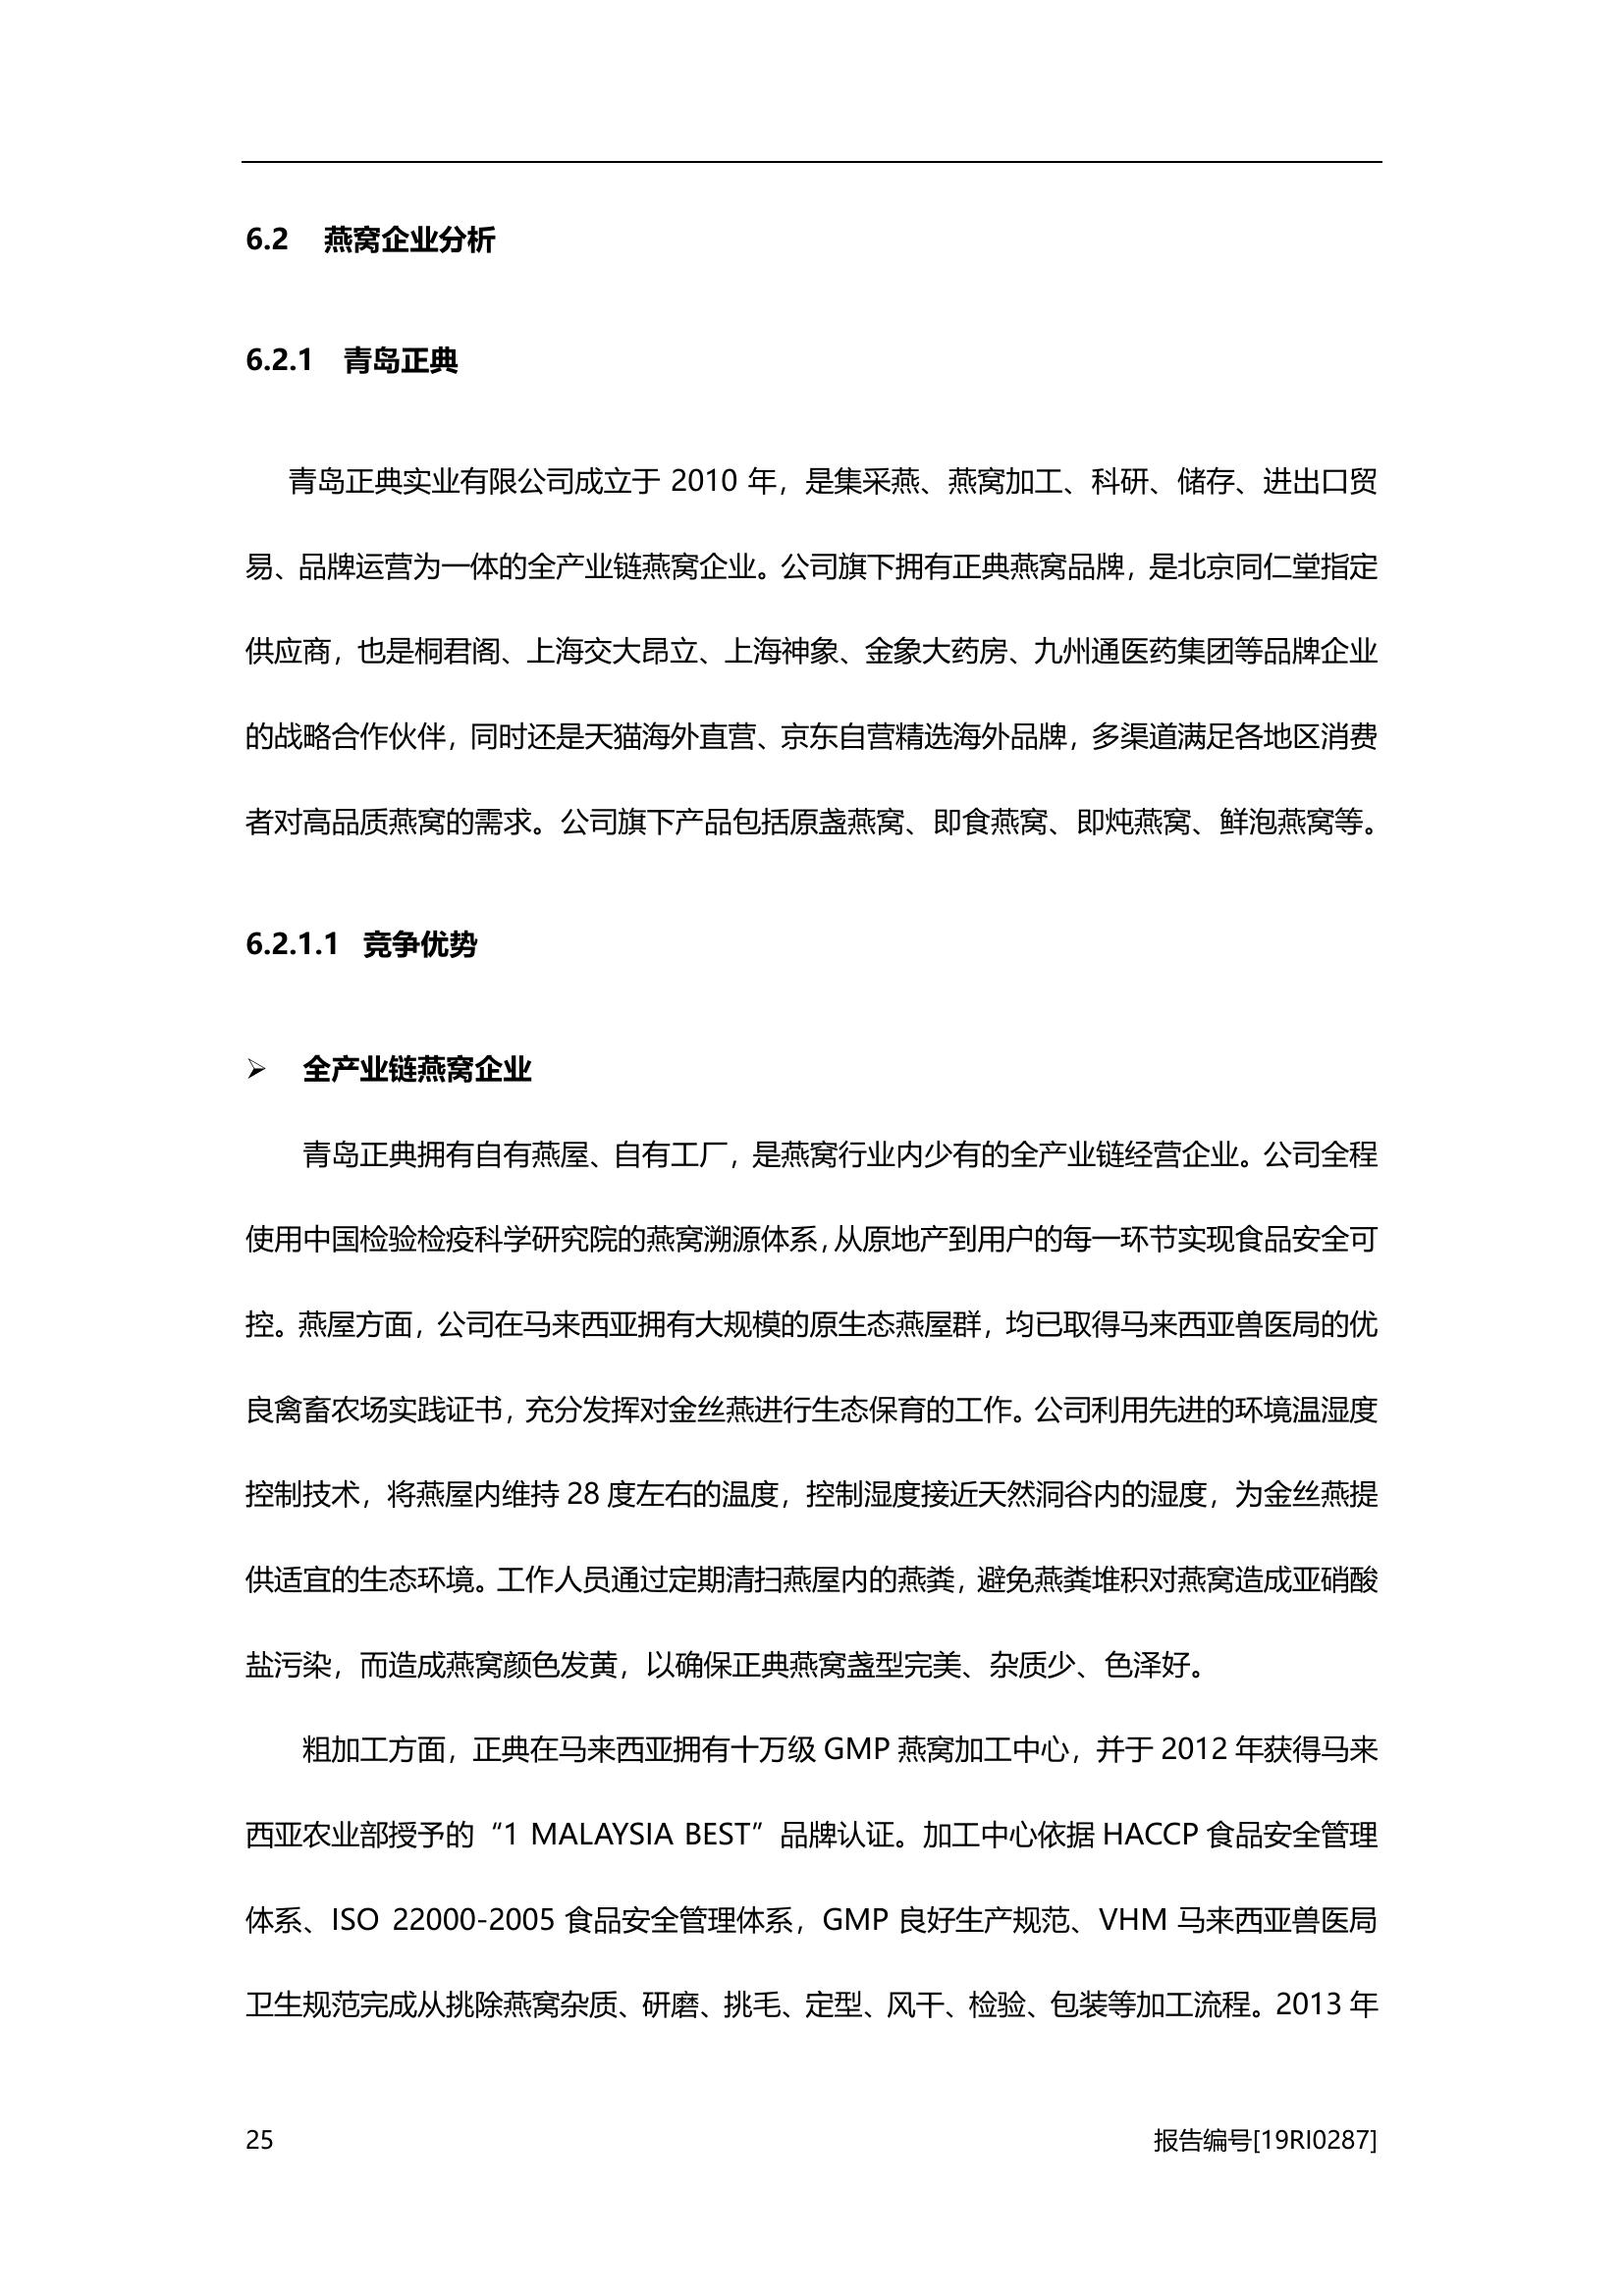 6.2 燕窝企业分析
6.2.1 青岛正典
青岛正典实业有限公司成立于 2010 年，是集采燕、燕窝加工、科研、储存、进出口贸
易、品牌运营为一体的全产业链燕窝企业。公司旗下拥有正典燕窝品牌，是北京同仁堂指定
供应商，也是桐君阁、上海交大昂立、上海神象、金象大药房、九州通医药集团等品牌企业
的战略合作伙伴，同时还是天猫海外直营、京东自营精选海外品牌，多渠道满足各地区消费
者对高品质燕窝的需求。公司旗下产品包括原盏燕窝、即食燕窝、即炖燕窝、鲜泡燕窝等。
6.2.1.1 竞争优势
➢ 全产业链燕窝企业
青岛正典拥有自有燕屋、自有工厂，是燕窝行业内少有的全产业链经营企业。公司全程
使用中国检验检疫科学研究院的燕窝溯源体系，从原地产到用户的每一环节实现食品安全可
控。燕屋方面，公司在马来西亚拥有大规模的原生态燕屋群，均已取得马来西亚兽医局的优
良禽畜农场实践证书，充分发挥对金丝燕进行生态保育的工作。公司利用先进的环境温湿度
控制技术，将燕屋内维持 28 度左右的温度，控制湿度接近天然洞谷内的湿度，为金丝燕提
供适宜的生态环境。工作人员通过定期清扫燕屋内的燕粪，避免燕粪堆积对燕窝造成亚硝酸
盐污染，而造成燕窝颜色发黄，以确保正典燕窝盏型完美、杂质少、色泽好。
粗加工方面，正典在马来西亚拥有十万级 GMP 燕窝加工中心，并于 2012 年获得马来
西亚农业部授予的“1 MALAYSIA BEST”品牌认证。加工中心依据 HACCP 食品安全管理
体系、ISO 22000-2005 食品安全管理体系，GMP 良好生产规范、VHM 马来西亚兽医局
卫生规范完成从挑除燕窝杂质、研磨、挑毛、定型、风干、检验、包装等加工流程。2013 年
25 报告编号[19RI0287]